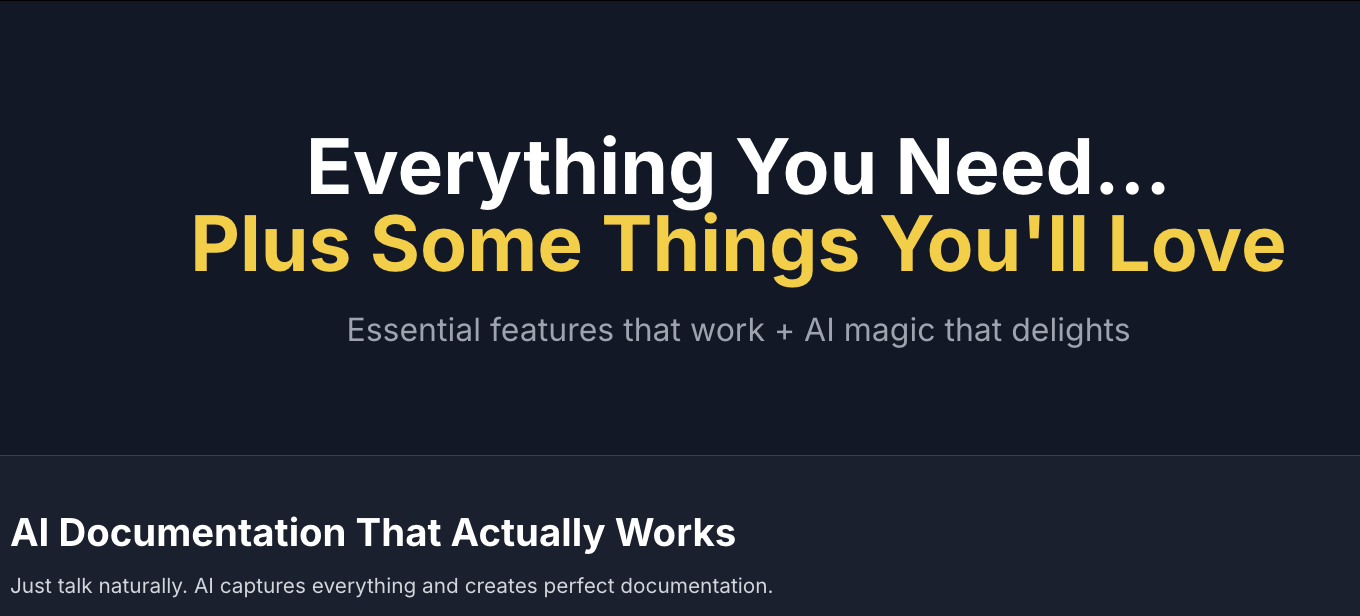 Everything You Need...
Plus Some Things You'll Love
Essential features that work + AI magic that delights
AI Documentation That Actually Works
Just talk naturally. AI captures everything and creates perfect documentation.